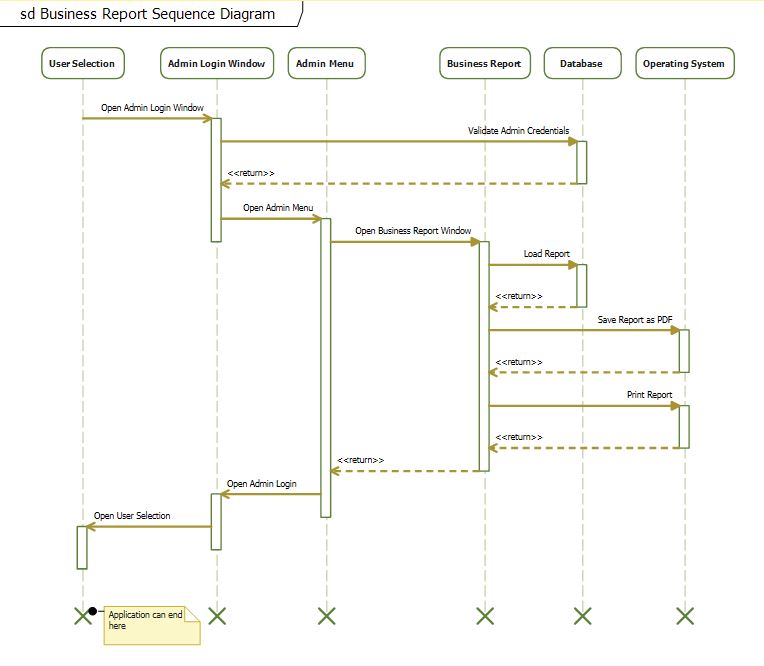 sd Business Report Sequence Diagram
User Selection
Admin Login Window
Admin Menu
Business Report
Database
Operating System
Open Admin Login Window
Validate Admin Credentials
<<return>>
Open Admin Menu
Open Business Report Window
Load Report
<<return>>
Save Report as PDF
<<return>>
Print Report
<<return>>
<<return>>
Open Admin Login
Open User Selection
Application can end
here